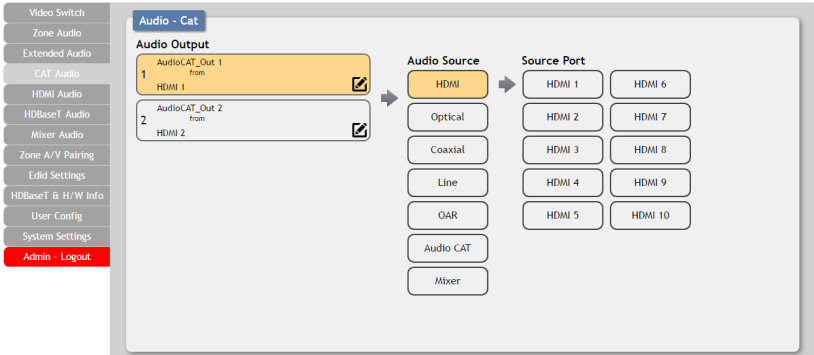 Video Switch
Zone Audio
Extended Audio
CAT Audio
HDMI Audio
HDBaseT Audio
Mixer Audio
Zone A/V Pairing
Edid Settings
HDBaseT & H/W Info
User Config
System Settings
Admin - Logout
Audio - Cat
Audio Output
1
AudioCAT_Out 1
from
HDMI 1
2
AudioCAT_Out 2
from
HDMI 2
Audio Source
HDMI
Optical
Coaxial
Line
OAR
Audio CAT
Mixer
Source Port
HDMI 1
HDMI 6
HDMI 2
HDMI 7
HDMI 3
HDMI 8
HDMI 4
HDMI 9
HDMI 5
HDMI 10